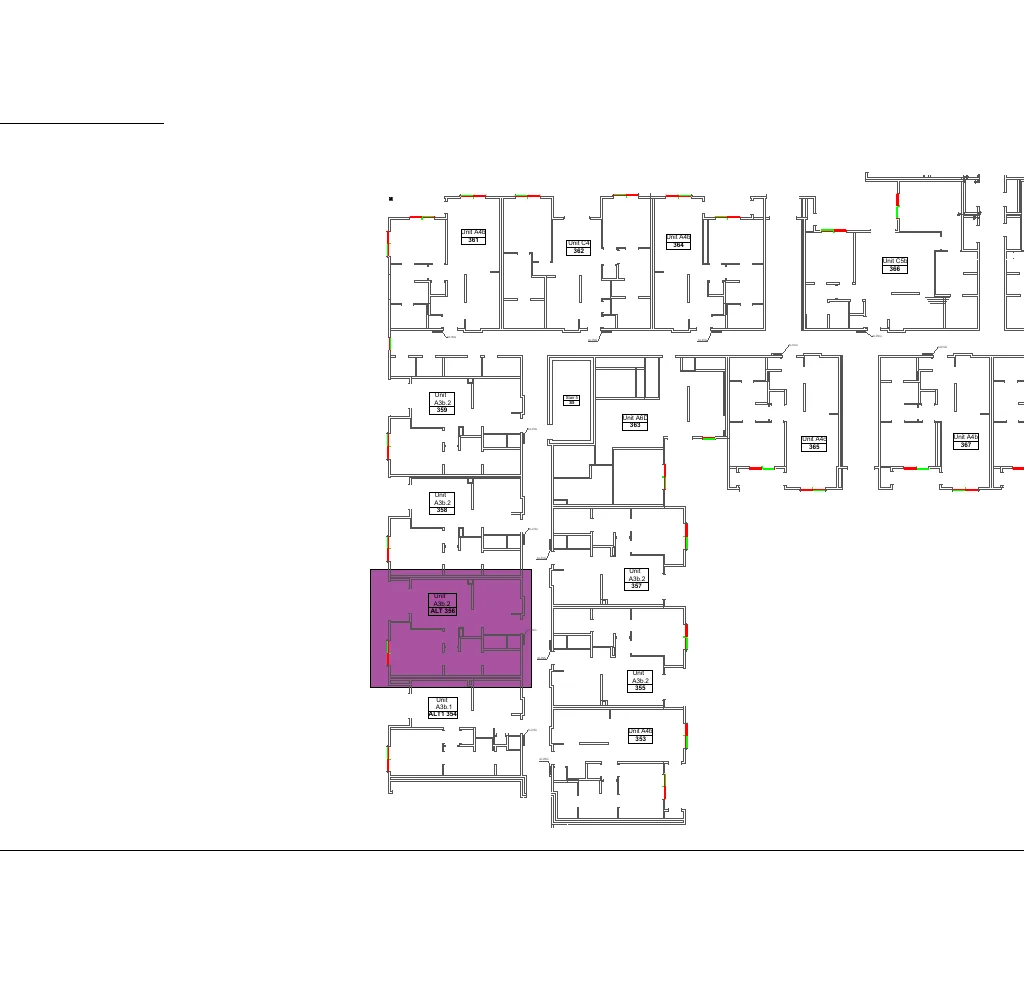 Unit A4b
361
Unit C4
362
Unit A4b
364
Unit C5b
366
Unit
A3b.2
359
Unit A6D
363
Unit A4c
365
Unit A4b
367
Unit
A3b.2
358
Unit
A3b.2
357
Unit
A3b.2
ALT 356
Unit
A3b.2
355
Unit
A3b.1
ALT1 354
Unit A4b
353